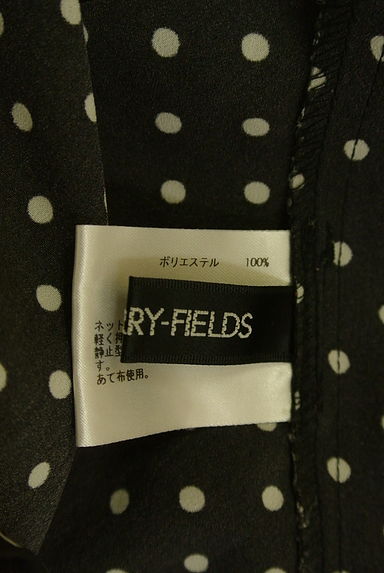 ポリエステル 100%
RY-FIELDS
ネット
軽く押
静止型
す。
あて布使用。